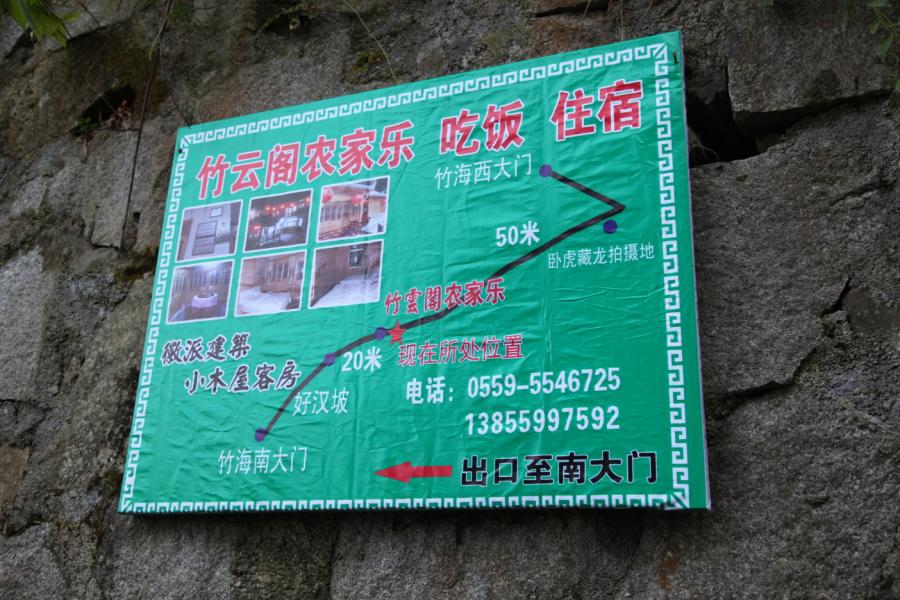 竹云阁农家乐 吃饭 住宿
竹海西大门
50米
卧虎藏龙拍摄地
竹雲閣农家乐
徽派建築
小木屋客房
20米
现在所处位置
好汉坡
电话：0559-5546725
13855997592
竹海南大门
出口至南大门